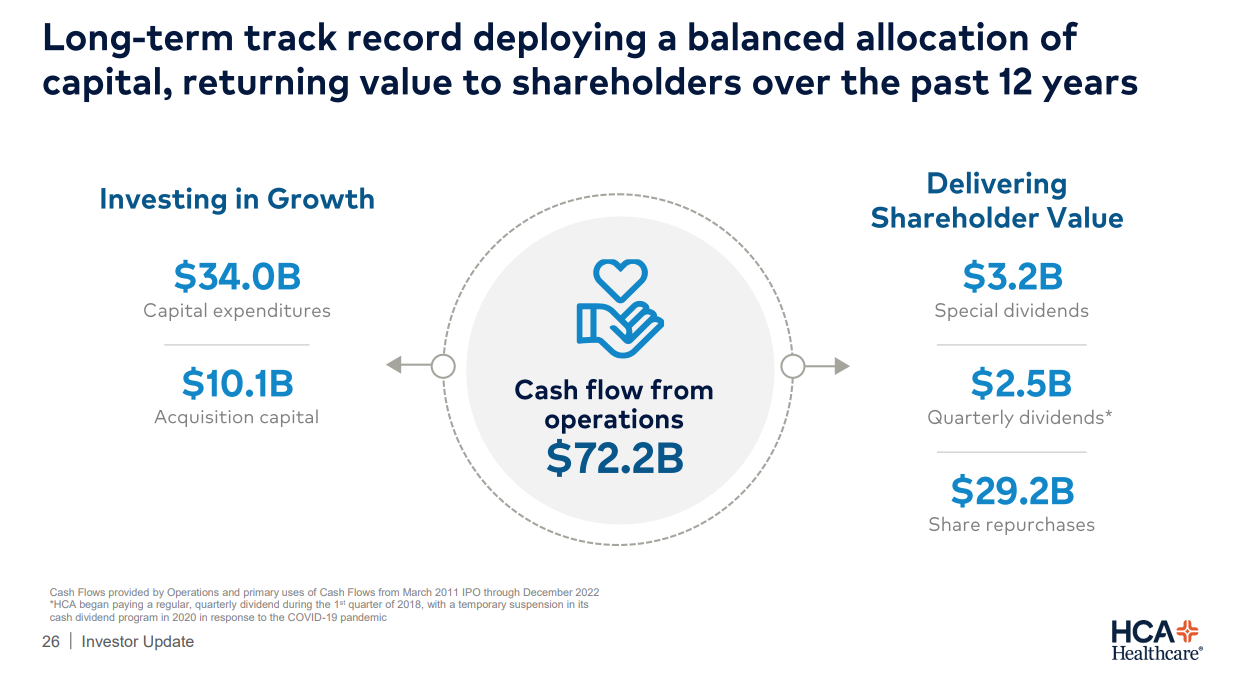 Long-term track record deploying a balanced allocation of
capital, returning value to shareholders over the past 12 years
Investing in Growth
$34.0B
Capital expenditures
$10.1B
Acquisition capital
Cash flow from
operations
$72.2B
Delivering
Shareholder Value
$3.2B
Special dividends
$2.5B
Quarterly dividends*
$29.2B
Share repurchases
Cash Flows provided by Operations and primary uses of Cash Flows from March 2011 IPO through December 2022
*HCA began paying a regular, quarterly dividend during the 1st quarter of 2018, with a temporary suspension in its
cash dividend program in 2020 in response to the COVID-19 pandemic
26 | Investor Update
HCA
Healthcare®